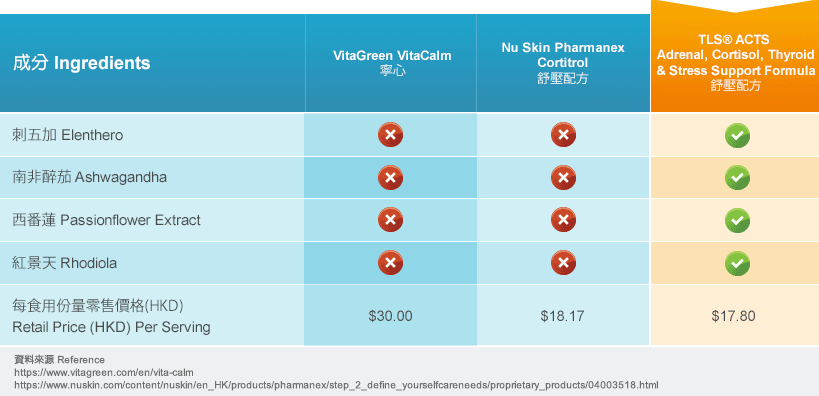 成分 Ingredients
VitaGreen VitaCalm
寧心
Nu Skin Pharmanex
Cortitrol
舒壓配方
TLS® ACTS
Adrenal, Cortisol, Thyroid
& Stress Support Formula
舒壓配方
刺五加 Elenthero
南非醉茄 Ashwagandha
西番蓮 Passionflower Extract
紅景天 Rhodiola
每食用份量零售價格(HKD)
Retail Price (HKD) Per Serving
$30.00
$18.17
$17.80
資料來源 Reference
https://www.vitagreen.com/en/vita-calm
https://www.nuskin.com/content/nuskin/en_HK/products/pharmanex/step_2_define_yourselfcareneeds/proprietary_products/04003518.html